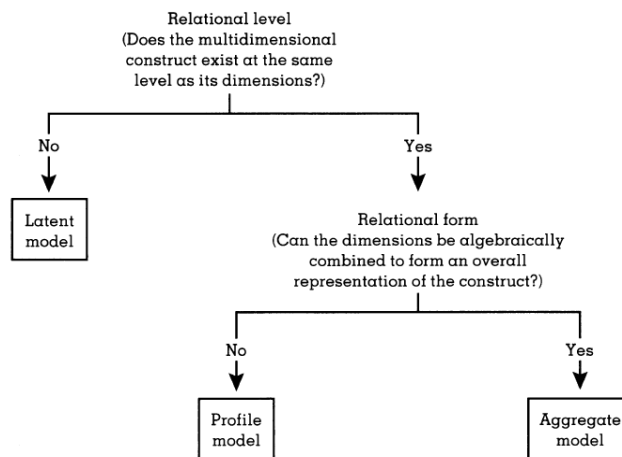 Relational level
(Does the multidimensional
construct exist at the same
level as its dimensions?)
No
Yes
Latent
model
Relational form
(Can the dimensions be algebraically
combined to form an overall
representation of the construct?)
No
Yes
Profile
model
Aggregate
model